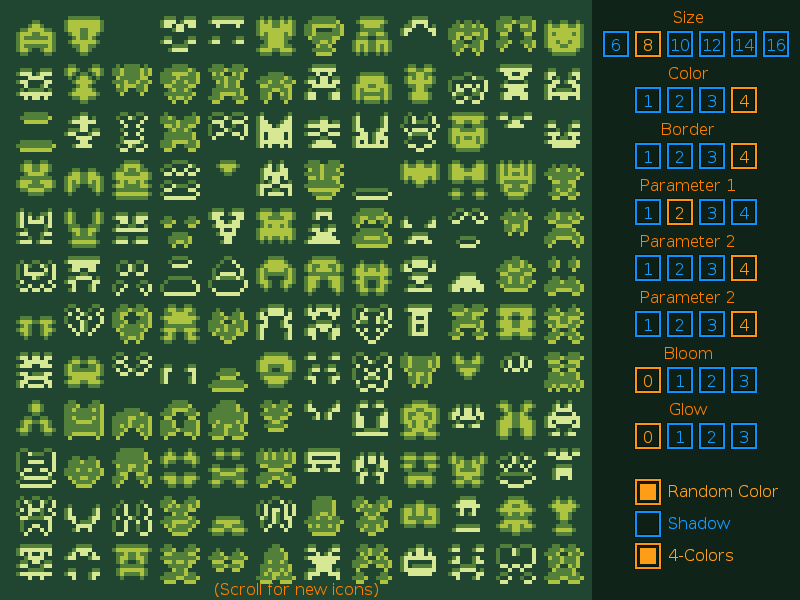 Size
6 8 10 12 14 16
Color
1 2 3 4
Border
1 2 3 4
Parameter 1
1 2 3 4
Parameter 2
1 2 3 4
Parameter 2
1 2 3 4
Bloom
0 1 2 3
Glow
0 1 2 3
Random Color
Shadow
4-Colors
(Scroll for new icons)